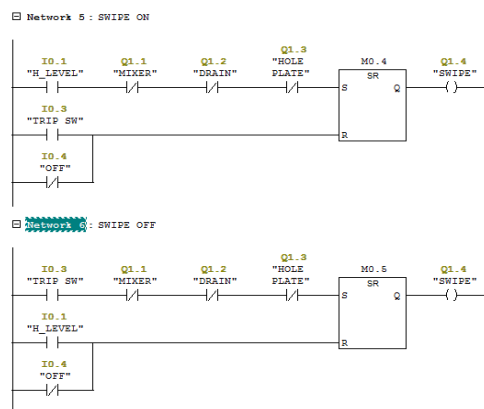 Network 5 : SWIPE ON
I0.1 Q1.1 Q1.2 Q1.3 M0.4 Q1.4
"H_LEVEL" "MIXER" "DRAIN" "HOLE PLATE" SR "SWIPE"
S Q
I0.3
"TRIP SW"
R
I0.4
"OFF"
Network 6 : SWIPE OFF
I0.3 Q1.1 Q1.2 Q1.3 M0.5 Q1.4
"TRIP SW" "MIXER" "DRAIN" "HOLE PLATE" SR "SWIPE"
S Q
I0.1
"H_LEVEL"
R
I0.4
"OFF"